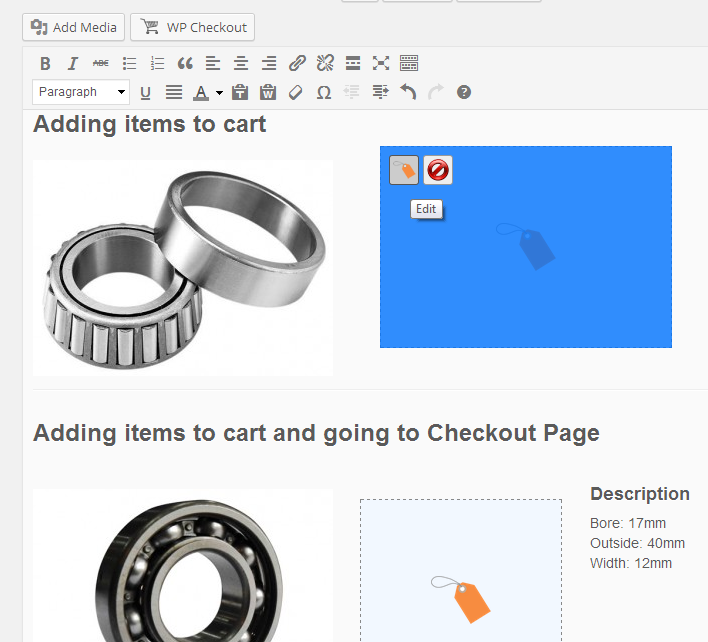 Add Media WP Checkout
B I ABC
Paragraph U A T W Ω ?
Adding items to cart
Edit
Adding items to cart and going to Checkout Page
Description
Bore: 17mm
Outside: 40mm
Width: 12mm